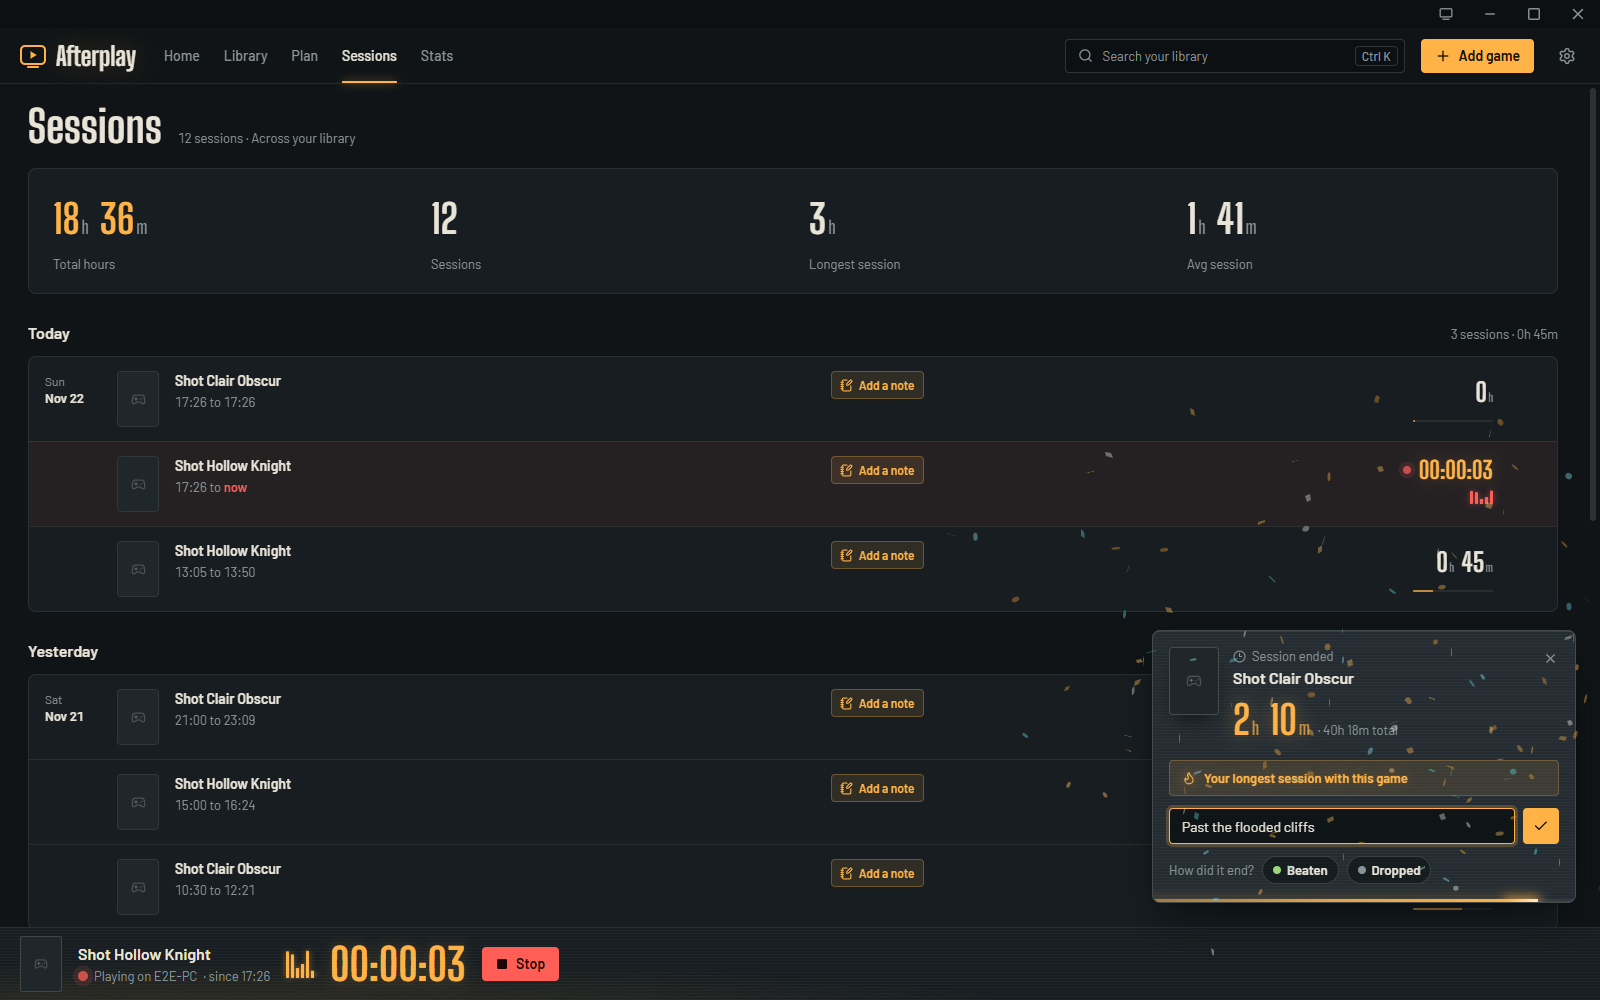 Afterplay
Home
Library
Plan
Sessions
Stats
Search your library
Ctrl K
Add game
Sessions
12 sessions · Across your library
18h 36m
12
3h
1h 41m
Total hours
Sessions
Longest session
Avg session
Today
3 sessions · 0h 45m
Sun
Nov 22
Shot Clair Obscur
17:26 to 17:26
Add a note
0h
Shot Hollow Knight
17:26 to now
Add a note
00:00:03
Shot Hollow Knight
13:05 to 13:50
Add a note
0h 45m
Yesterday
Sat
Nov 21
Shot Clair Obscur
21:00 to 23:09
Add a note
Shot Hollow Knight
15:00 to 16:24
Add a note
Shot Clair Obscur
10:30 to 12:21
Add a note
Session ended
Shot Clair Obscur
2h 10m · 40h 18m total
Your longest session with this game
Past the flooded cliffs
How did it end?
Beaten
Dropped
Shot Hollow Knight
Playing on E2E-PC · since 17:26
00:00:03
Stop